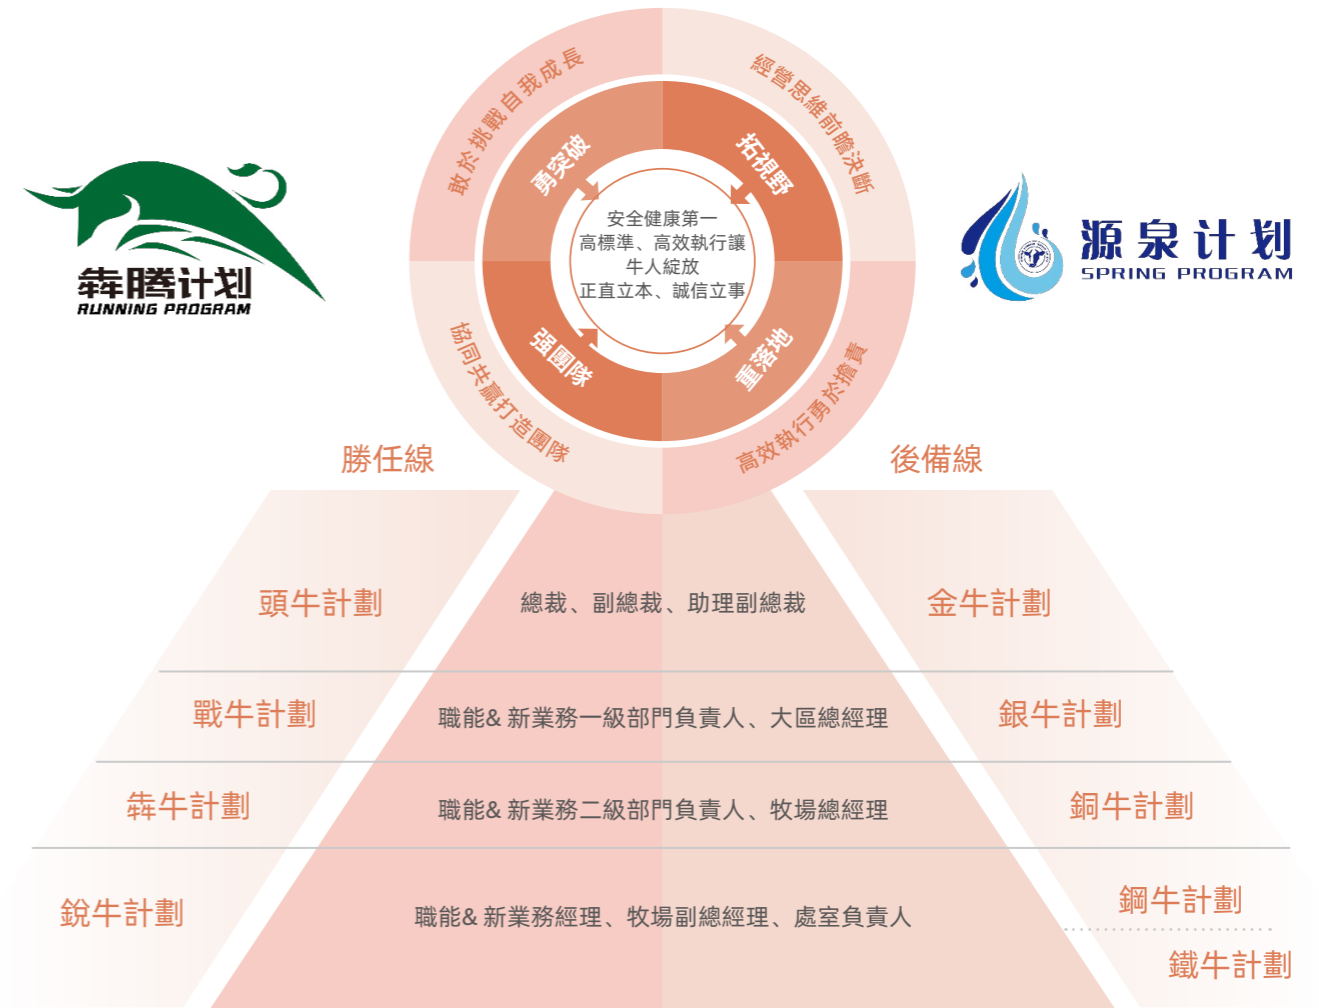 敢於挑戰自我成長
經營思維前瞻決斷
勇突破
拓視野
安全健康第一
高標準、高效執行讓
牛人綻放
正直立本、誠信立事
强團隊
重落地
協同共贏打造團隊
高效執行勇於擔責
犇腾计划
RUNNING PROGRAM
源泉计划
SPRING PROGRAM
勝任線
後備線
頭牛計劃
總裁、副總裁、助理副總裁
金牛計劃
戰牛計劃
職能& 新業務一級部門負責人、大區總經理
銀牛計劃
犇牛計劃
職能& 新業務二級部門負責人、牧場總經理
銅牛計劃
銳牛計劃
職能& 新業務經理、牧場副總經理、處室負責人
鋼牛計劃
鐵牛計劃